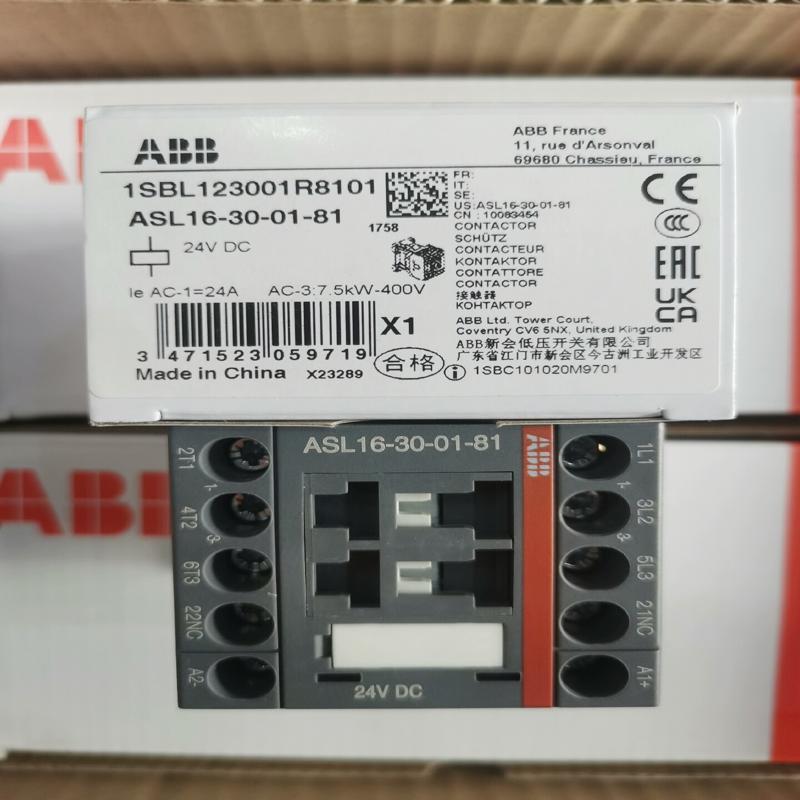 ABB
ABB France
11, rue d'Arsonval
69680 Chassieu, France
1SBL123001R8101
ASL16-30-01-81
24V DC
1758
Ie AC-1=24A AC-3:7.5kW-400V
3 471523 059719
X1
合格
Made in China X23289
FR:
IT:
SE:
US:ASL16-30-01-81
CN : 10083454
CONTACTOR
SCHÜTZ
CONTACTEUR
KONTAKTOR
CONTATTORE
CONTACTOR
接触器
КОНТАКТОР
CE
CCC
EAC
UK
CA
ABB Ltd. Tower Court,
Coventry CV6 5NX, United Kingdom
ABB新会低压开关有限公司
广东省江门市新会区今古洲工业开发区
1SBC101020M9701
ABB
ABB
ASL16-30-01-81
ABB
2T1
1-
4T2
3-
6T3
22NC
A2-
1L1
1-
3L2
3-
5L3
21NC
A1+
24V DC